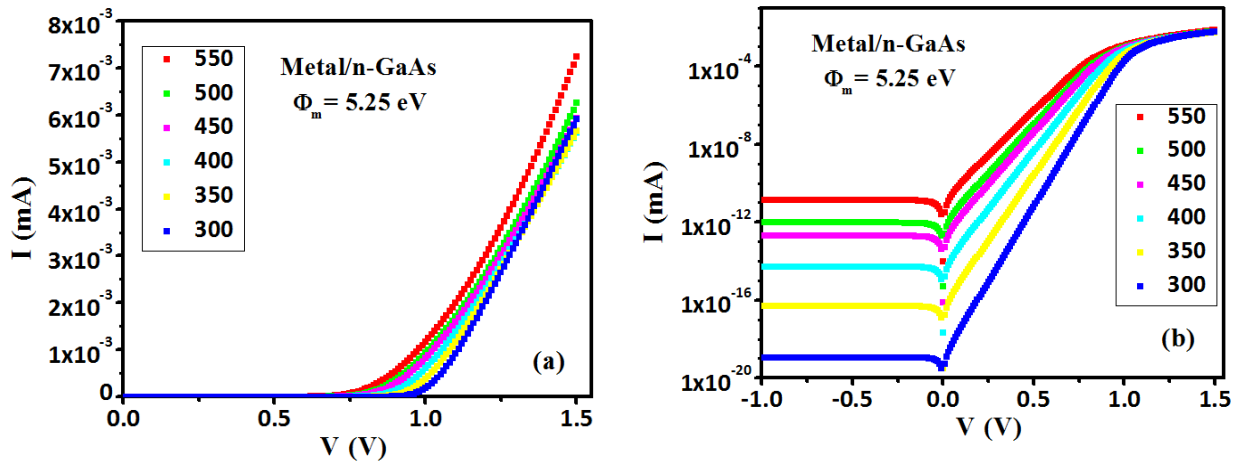 8x10⁻³
7x10⁻³
6x10⁻³
5x10⁻³
4x10⁻³
3x10⁻³
2x10⁻³
1x10⁻³
0
I (mA)
550
500
450
400
350
300
Metal/n-GaAs
Φm = 5.25 eV
(a)
0.0
0.5
1.0
1.5
V (V)
1x10⁻⁴
1x10⁻⁸
1x10⁻¹²
1x10⁻¹⁶
1x10⁻²⁰
I (mA)
Metal/n-GaAs
Φm = 5.25 eV
550
500
450
400
350
300
(b)
-1.0
-0.5
0.0
0.5
1.0
1.5
V (V)